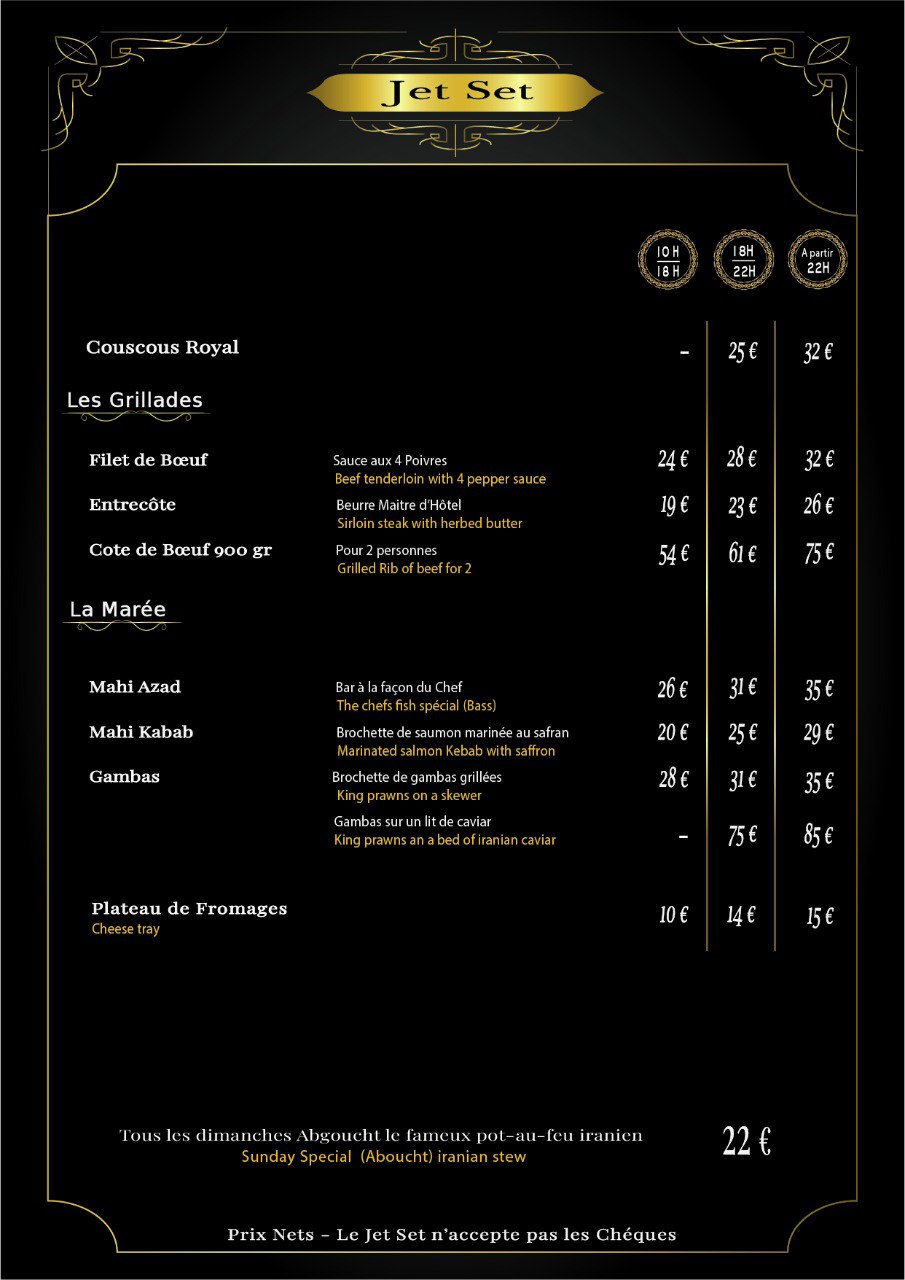 Jet Set
10 H 18H A partir
18 H 22H 22H
Couscous Royal – 25 € 32 €
Les Grillades
Filet de Bœuf Sauce aux 4 Poivres 24 € 28 € 32 €
Beef tenderloin with 4 pepper sauce
Entrecôte Beurre Maitre d'Hôtel 19 € 23 € 26 €
Sirloin steak with herbed butter
Cote de Bœuf 900 gr Pour 2 personnes 54 € 61 € 75 €
Grilled Rib of beef for 2
La Marée
Mahi Azad Bar à la façon du Chef 26 € 31 € 35 €
The chefs fish spécial (Bass)
Mahi Kabab Brochette de saumon marinée au safran 20 € 25 € 29 €
Marinated salmon Kebab with saffron
Gambas Brochette de gambas grillées 28 € 31 € 35 €
King prawns on a skewer
Gambas sur un lit de caviar – 75 € 85 €
King prawns an a bed of iranian caviar
Plateau de Fromages 10 € 14 € 15 €
Cheese tray
Tous les dimanches Abgoucht le fameux pot-au-feu iranien 22 €
Sunday Special (Aboucht) iranian stew
Prix Nets – Le Jet Set n'accepte pas les Chéques